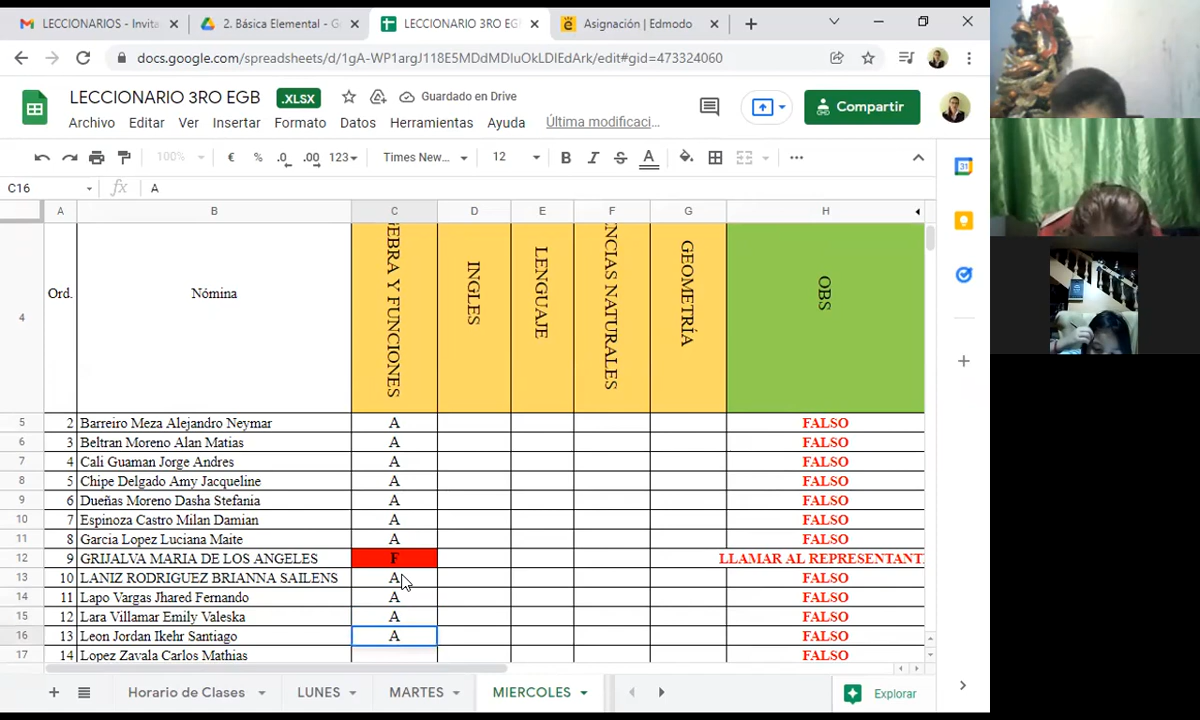 LECCIONARIOS - Invita
2. Básica Elemental - G
LECCIONARIO 3RO EGB
Asignación | Edmodo
docs.google.com/spreadsheets/d/1gA-WP1argJ118E5MDdMDIuOkLDlEdArk/edit#gid=473324060
LECCIONARIO 3RO EGB .XLSX Guardado en Drive
Compartir
Archivo Editar Ver Insertar Formato Datos Herramientas Ayuda Última modificaci...
100% € % .0 .00 123 Times New... 12 B I S A
C16 fx A
31
A B C D E F G H
4 Ord. Nómina EBRA Y FUNCIONES INGLES LENGUAJE NCIAS NATURALES GEOMETRÍA OBS
5 2 Barreiro Meza Alejandro Neymar A FALSO
6 3 Beltran Moreno Alan Matias A FALSO
7 4 Cali Guaman Jorge Andres A FALSO
8 5 Chipe Delgado Amy Jacqueline A FALSO
9 6 Dueñas Moreno Dasha Stefania A FALSO
10 7 Espinoza Castro Milan Damian A FALSO
11 8 Garcia Lopez Luciana Maite A FALSO
12 9 GRIJALVA MARIA DE LOS ANGELES F LLAMAR AL REPRESENTANT
13 10 LANIZ RODRIGUEZ BRIANNA SAILENS A FALSO
14 11 Lapo Vargas Jhared Fernando A FALSO
15 12 Lara Villamar Emily Valeska A FALSO
16 13 Leon Jordan Ikehr Santiago A FALSO
17 14 Lopez Zavala Carlos Mathias FALSO
Horario de Clases LUNES MARTES MIERCOLES Explorar